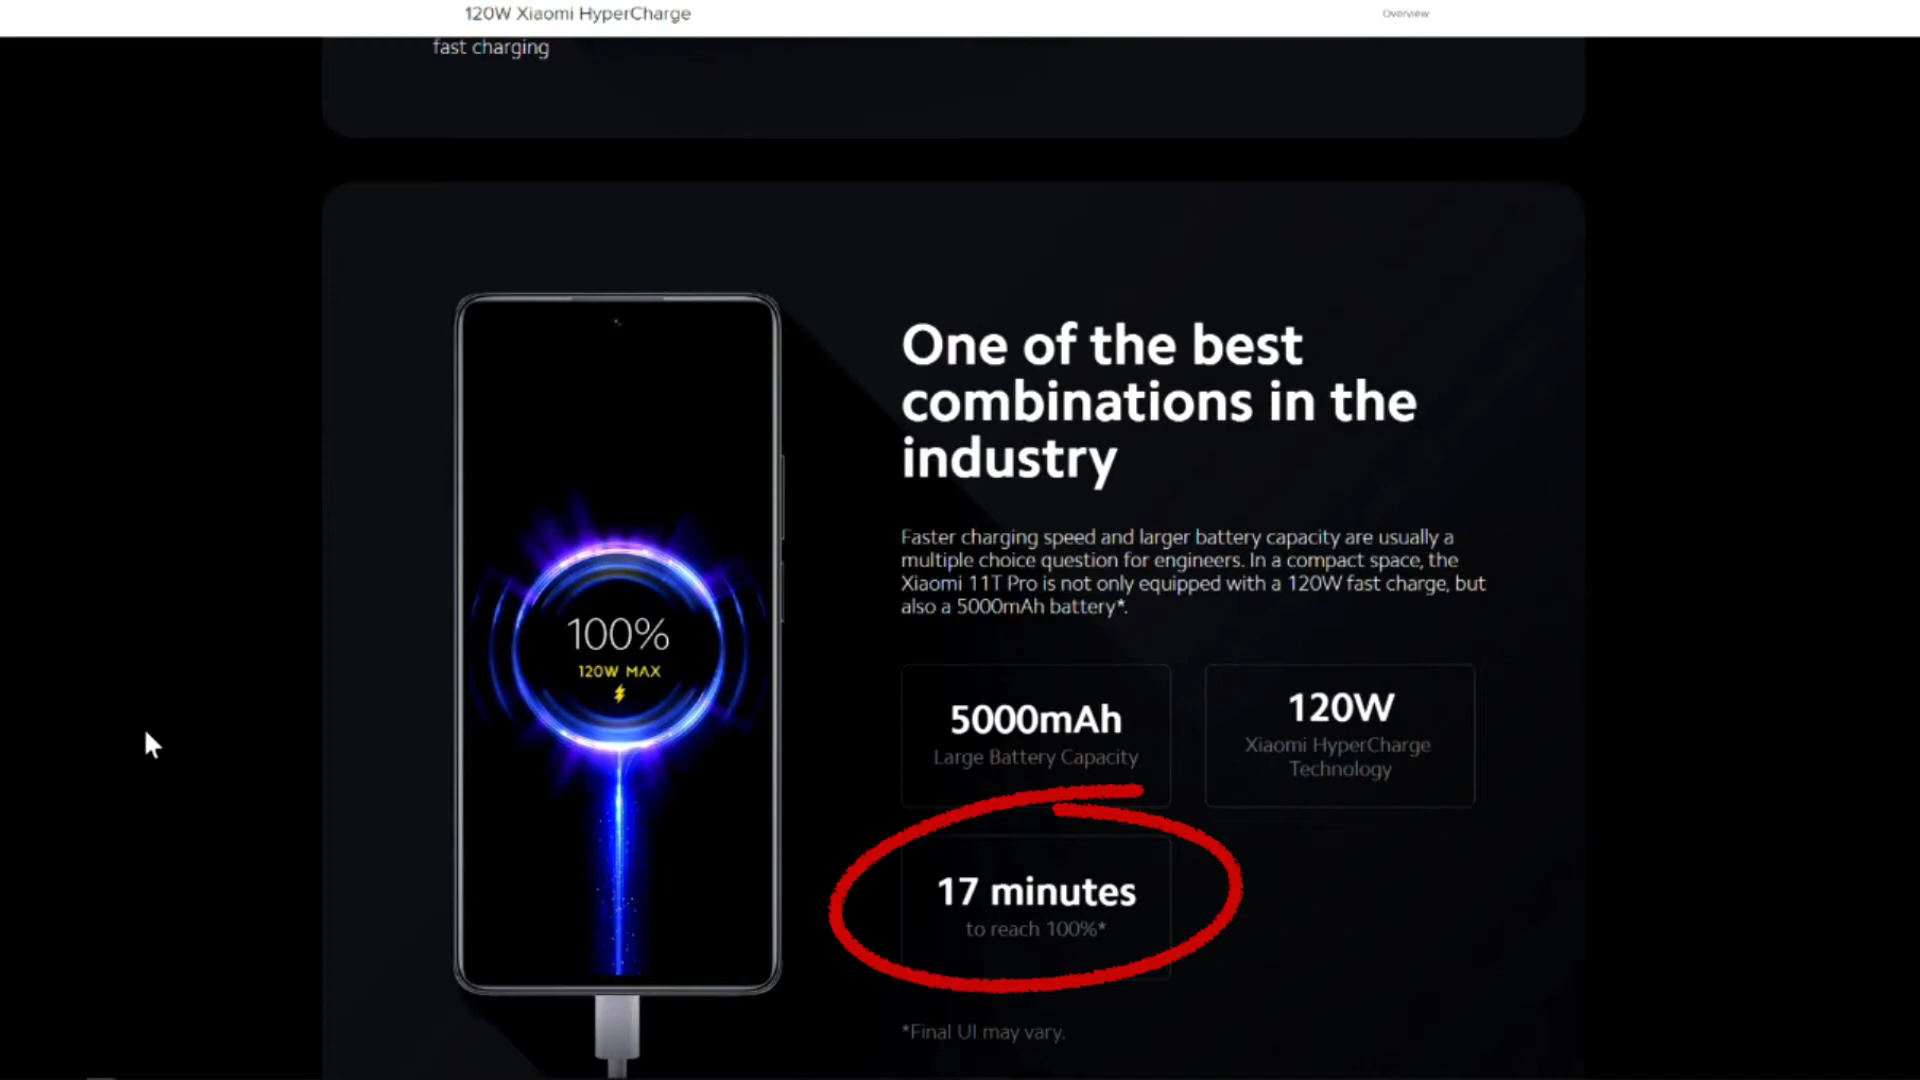 120W Xiaomi HyperCharge
Overview
fast charging
One of the best
combinations in the
industry
Faster charging speed and larger battery capacity are usually a
multiple choice question for engineers. In a compact space, the
Xiaomi 11T Pro is not only equipped with a 120W fast charge, but
also a 5000mAh battery*.
100%
120W MAX
5000mAh
Large Battery Capacity
120W
Xiaomi HyperCharge
Technology
17 minutes
to reach 100%*
*Final UI may vary.